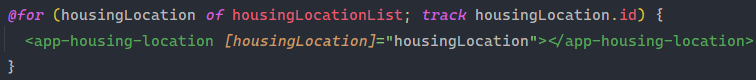 @for (housingLocation of housingLocationList; track housingLocation.id) {
  <app-housing-location [housingLocation]="housingLocation"></app-housing-location>
}